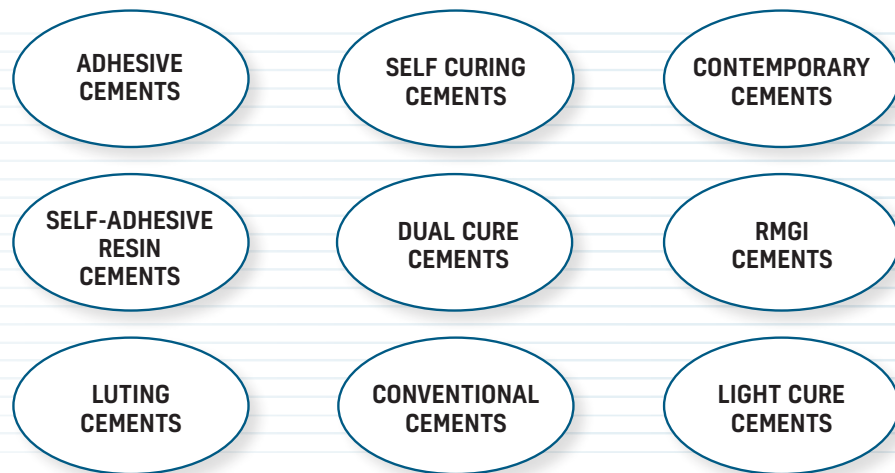 ADHESIVE
CEMENTS
SELF CURING
CEMENTS
CONTEMPORARY
CEMENTS
SELF-ADHESIVE
RESIN
CEMENTS
DUAL CURE
CEMENTS
RMGI
CEMENTS
LUTING
CEMENTS
CONVENTIONAL
CEMENTS
LIGHT CURE
CEMENTS